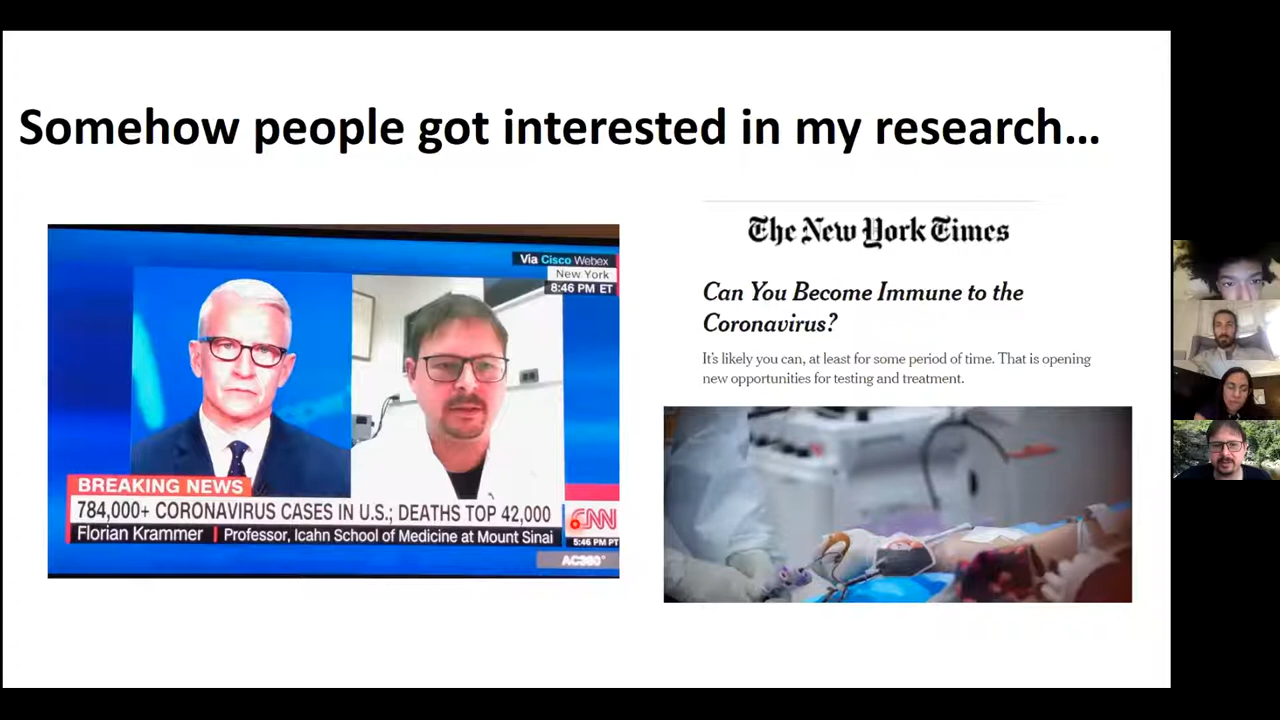 Somehow people got interested in my research…
Via Cisco Webex
New York
8:46 PM ET
BREAKING NEWS
784,000+ CORONAVIRUS CASES IN U.S.; DEATHS TOP 42,000
Florian Krammer | Professor, Icahn School of Medicine at Mount Sinai
CNN
5:46 PM PT
AC360°
The New York Times
Can You Become Immune to the
Coronavirus?
It's likely you can, at least for some period of time. That is opening
new opportunities for testing and treatment.